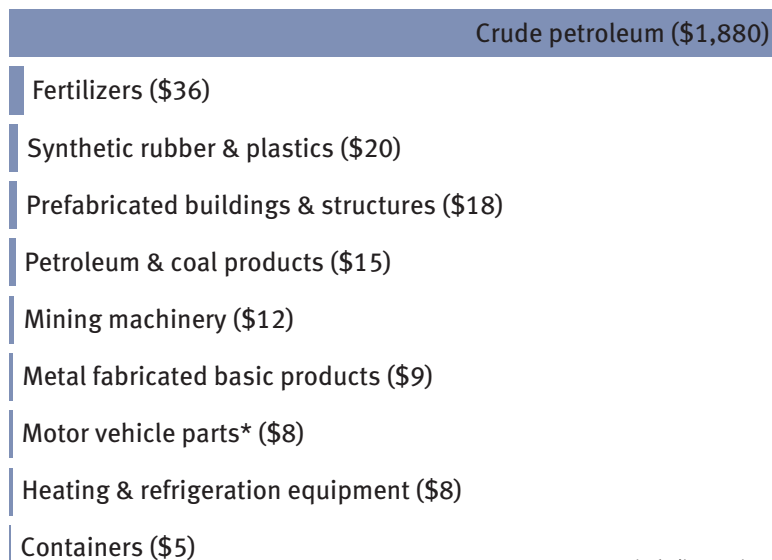 Crude petroleum ($1,880)
Fertilizers ($36)
Synthetic rubber & plastics ($20)
Prefabricated buildings & structures ($18)
Petroleum & coal products ($15)
Mining machinery ($12)
Metal fabricated basic products ($9)
Motor vehicle parts* ($8)
Heating & refrigeration equipment ($8)
Containers ($5)